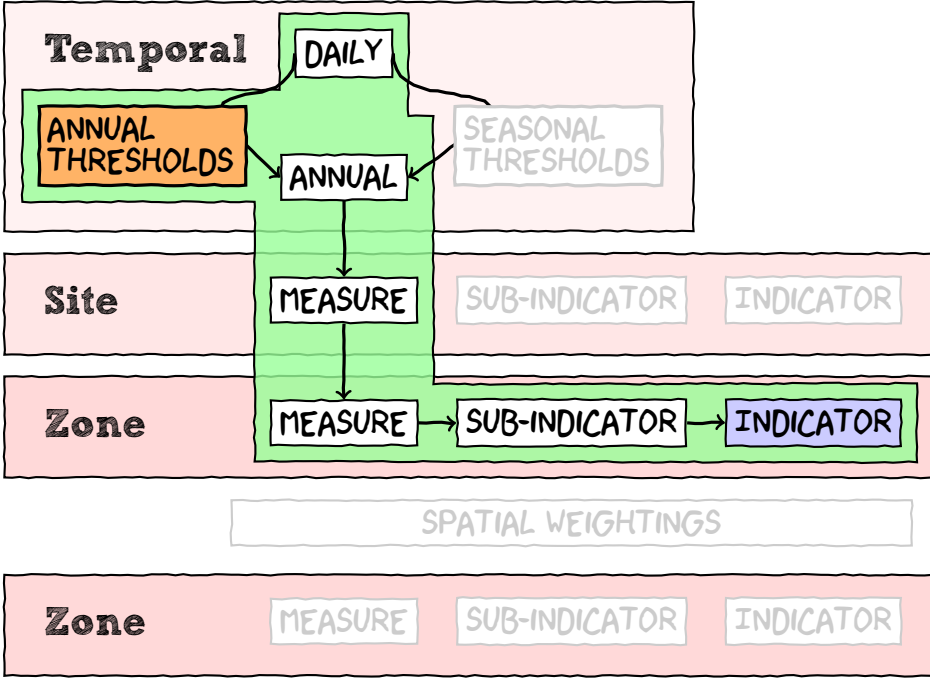 Temporal
DAILY
ANNUAL
THRESHOLDS
SEASONAL
THRESHOLDS
ANNUAL
Site
MEASURE
SUB-INDICATOR
INDICATOR
Zone
MEASURE
SUB-INDICATOR
INDICATOR
SPATIAL WEIGHTINGS
Zone
MEASURE
SUB-INDICATOR
INDICATOR